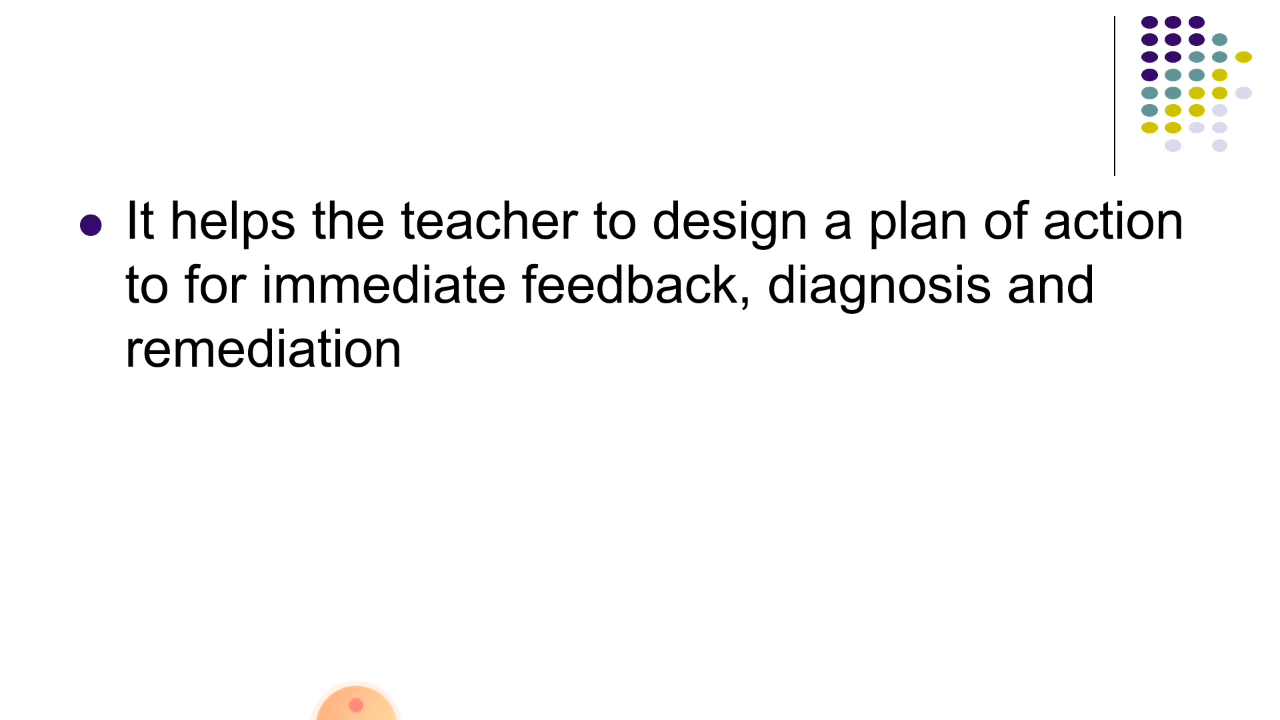 It helps the teacher to design a plan of action
to for immediate feedback, diagnosis and
remediation